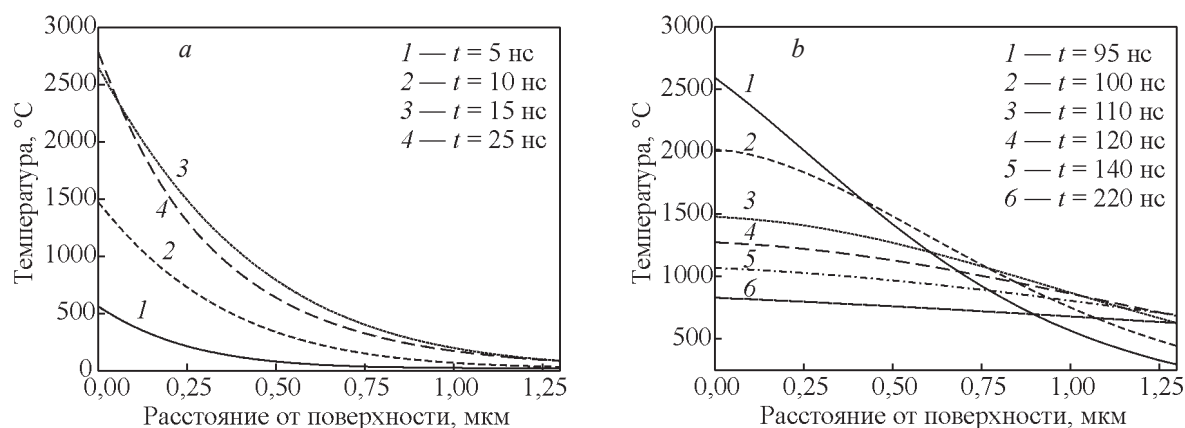 a
1 — t = 5 нс
2 — t = 10 нс
3 — t = 15 нс
4 — t = 25 нс
3000
2500
2000
1500
1000
500
0
Температура, °C
3
4
2
1
0,00 0,25 0,50 0,75 1,00 1,25
Расстояние от поверхности, мкм
b
1 — t = 95 нс
2 — t = 100 нс
3 — t = 110 нс
4 — t = 120 нс
5 — t = 140 нс
6 — t = 220 нс
3000
2500
2000
1500
1000
500
Температура, °C
1
2
3
4
5
6
0,00 0,25 0,50 0,75 1,00 1,25
Расстояние от поверхности, мкм